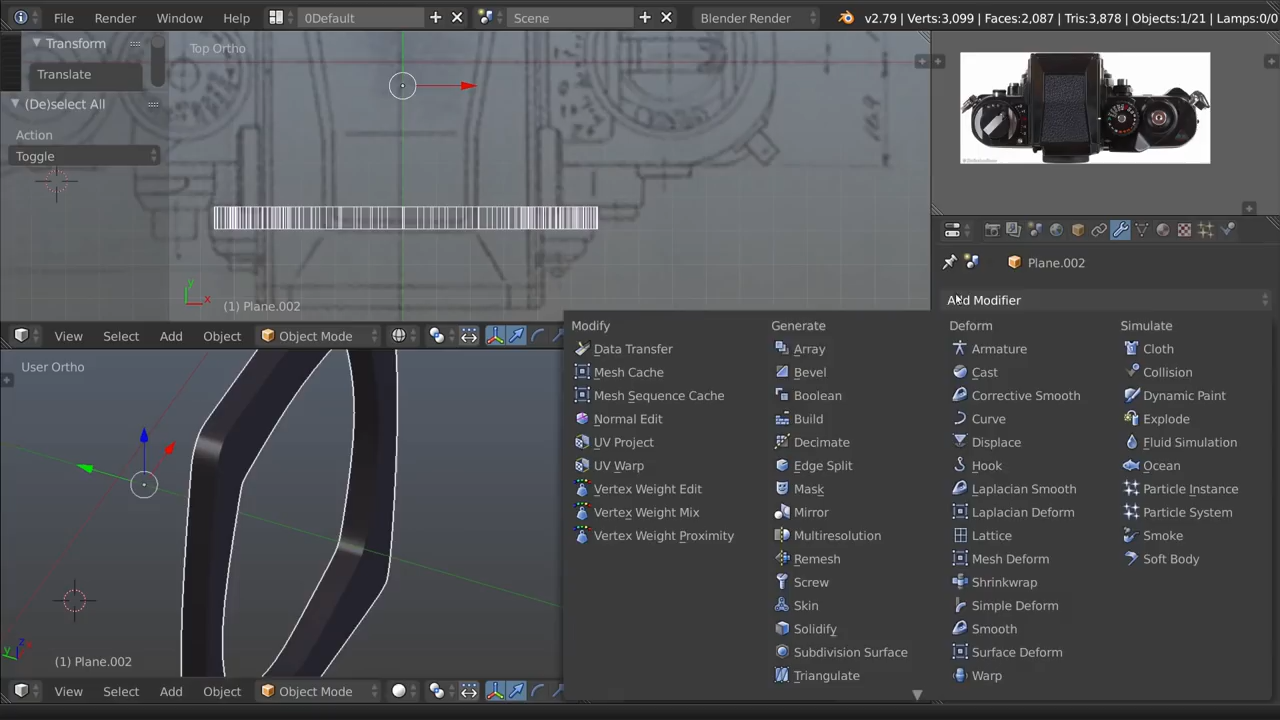 File Render Window Help 0Default Scene Blender Render v2.79 | Verts:3,099 | Faces:2,087 | Tris:3,878 | Objects:1/21 | Lamps:0/0
Transform
Translate
(De)select All
Action
Toggle
Top Ortho
y
x
(1) Plane.002
View Select Add Object Object Mode
User Ortho
z
y
(1) Plane.002
View Select Add Object Object Mode
Plane.002
Add Modifier
Modify
Data Transfer
Mesh Cache
Mesh Sequence Cache
Normal Edit
UV Project
UV Warp
Vertex Weight Edit
Vertex Weight Mix
Vertex Weight Proximity
Generate
Array
Bevel
Boolean
Build
Decimate
Edge Split
Mask
Mirror
Multiresolution
Remesh
Screw
Skin
Solidify
Subdivision Surface
Triangulate
Deform
Armature
Cast
Corrective Smooth
Curve
Displace
Hook
Laplacian Smooth
Laplacian Deform
Lattice
Mesh Deform
Shrinkwrap
Simple Deform
Smooth
Surface Deform
Warp
Simulate
Cloth
Collision
Dynamic Paint
Explode
Fluid Simulation
Ocean
Particle Instance
Particle System
Smoke
Soft Body